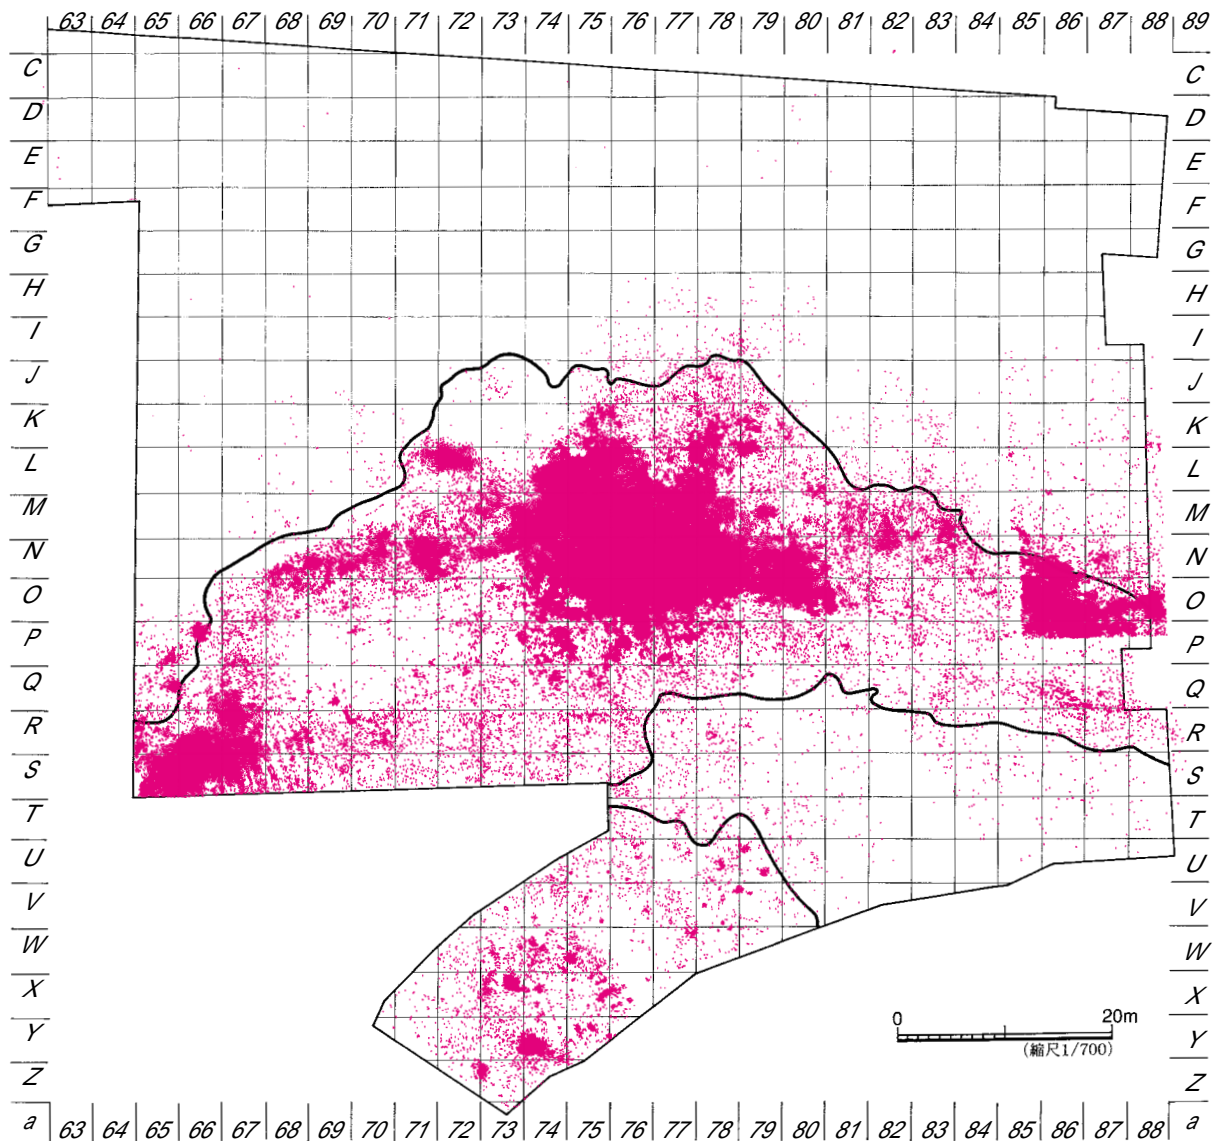 63 64 65 66 67 68 69 70 71 72 73 74 75 76 77 78 79 80 81 82 83 84 85 86 87 88 89
C C
D D
E E
F F
G G
H H
I I
J J
K K
L L
M M
N N
O O
P P
Q Q
R R
S S
T T
U U
V V
W W
X X
0 20m
Y Y
(縮尺1/700)
Z Z
a 63 64 65 66 67 68 69 70 71 72 73 74 75 76 77 78 79 80 81 82 83 84 85 86 87 88 a